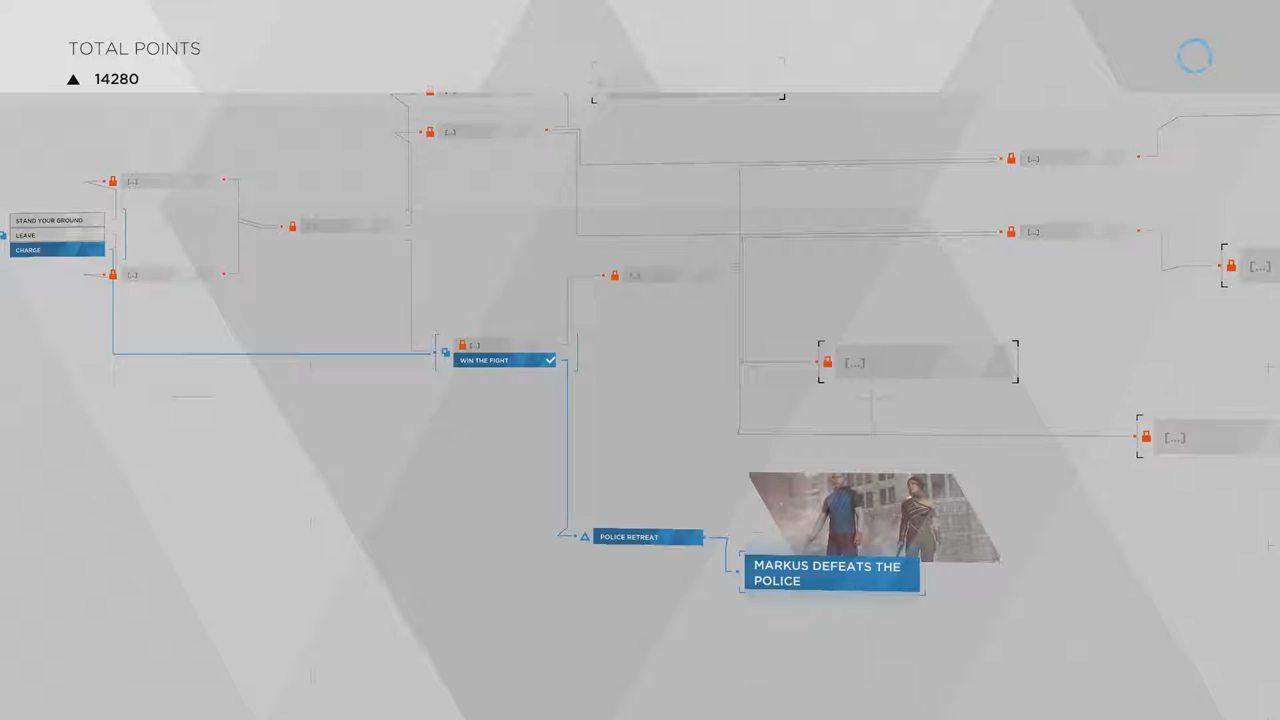 TOTAL POINTS
14280
[...]
[...]
[...]
STAND YOUR GROUND
LEAVE
CHARGE
[...]
[...]
[...]
[...]
WIN THE FIGHT
[...]
[...]
POLICE RETREAT
MARKUS DEFEATS THE
POLICE